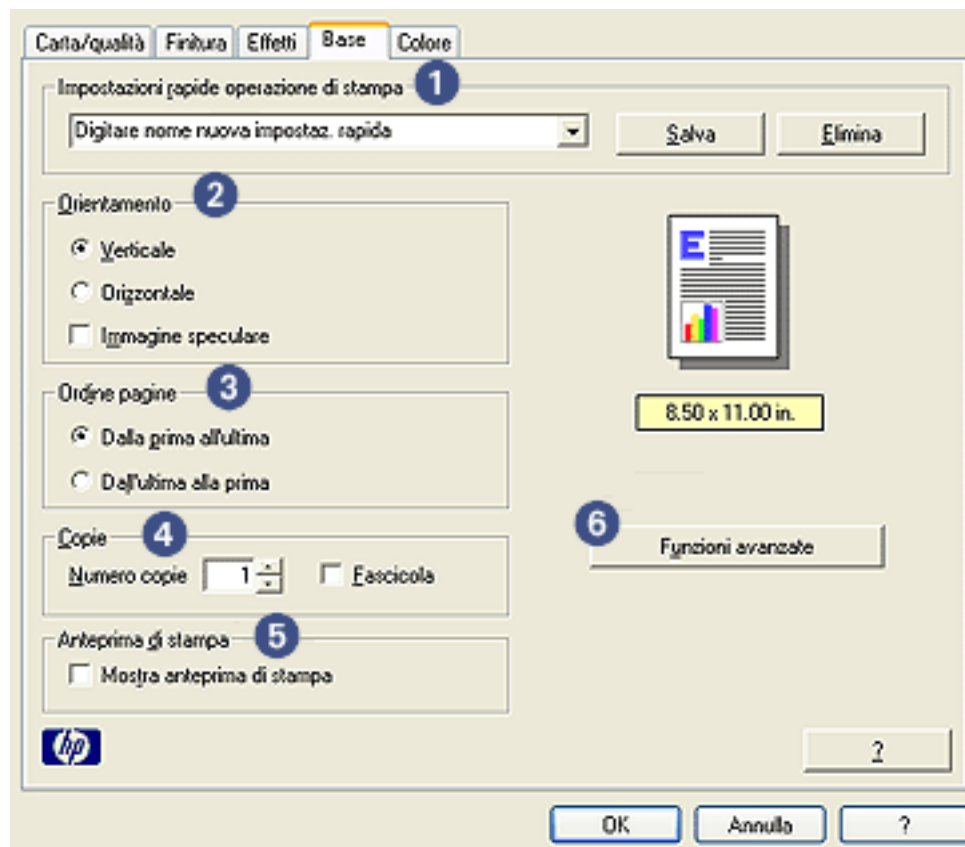 Carta/qualità Finitura Effetti Base Colore
Impostazioni rapide operazione di stampa 1
Digitare nome nuova impostaz. rapida Salva Elimina
Orientamento 2
Verticale
Orizzontale
Immagine speculare
E
Ordine pagine 3
8.50 x 11.00 in.
Dalla prima all'ultima
Dall'ultima alla prima
Copie 4
6 Funzioni avanzate
Numero copie 1 Fascicola
Anteprima di stampa 5
Mostra anteprima di stampa
hp ?
OK Annulla ?